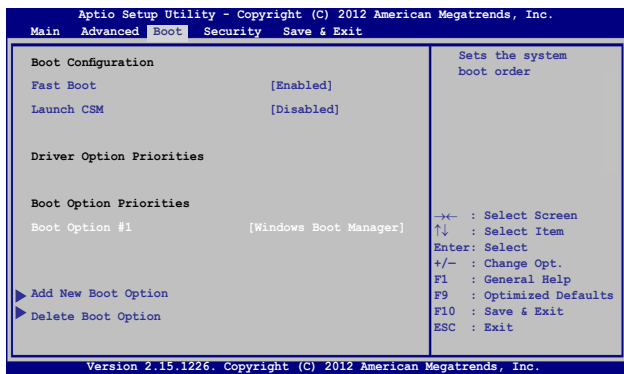 Aptio Setup Utility - Copyright (C) 2012 American Megatrends, Inc.
Main Advanced Boot Security Save & Exit
Boot Configuration
Fast Boot [Enabled]
Launch CSM [Disabled]
Driver Option Priorities
Boot Option Priorities
Boot Option #1 [Windows Boot Manager]
Add New Boot Option
Delete Boot Option
Sets the system
boot order
→← : Select Screen
↑↓ : Select Item
Enter: Select
+/— : Change Opt.
F1 : General Help
F9 : Optimized Defaults
F10 : Save & Exit
ESC : Exit
Version 2.15.1226. Copyright (C) 2012 American Megatrends, Inc.